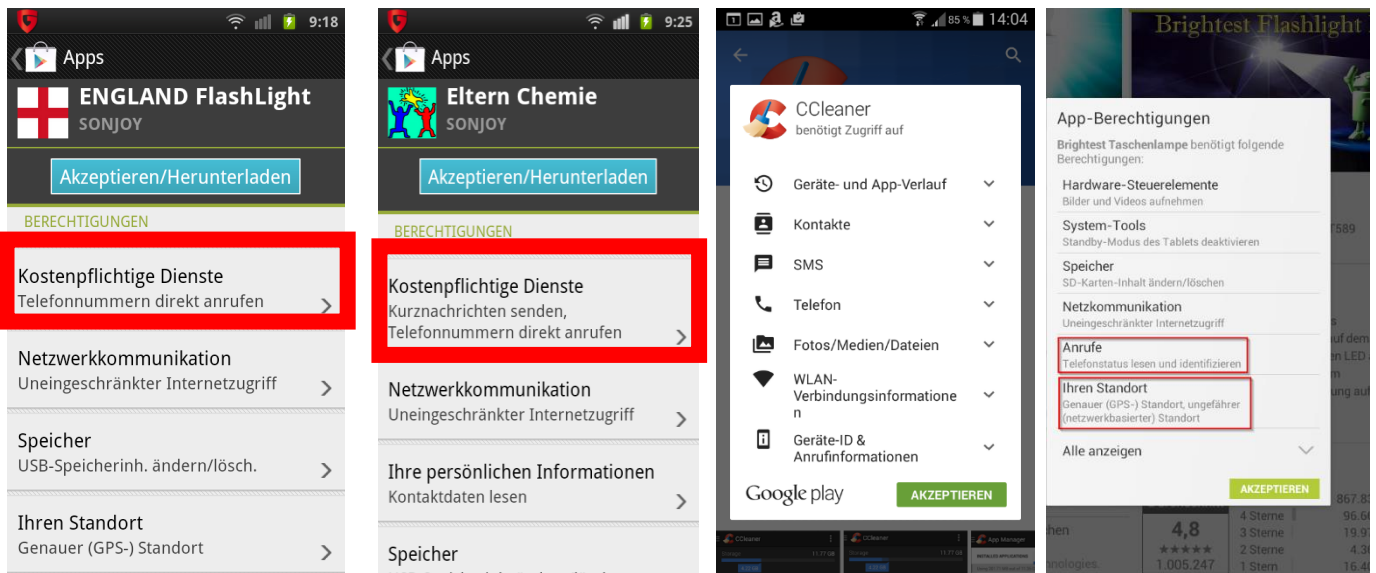 9:18
Apps
ENGLAND FlashLight
SONJOY
Akzeptieren/Herunterladen
BERECHTIGUNGEN
Kostenpflichtige Dienste
Telefonnummern direkt anrufen
Netzwerkkommunikation
Uneingeschränkter Internetzugriff
Speicher
USB-Speicherinh. ändern/lösch.
Ihren Standort
Genauer (GPS-) Standort
9:25
Apps
Eltern Chemie
SONJOY
Akzeptieren/Herunterladen
BERECHTIGUNGEN
Kostenpflichtige Dienste
Kurznachrichten senden,
Telefonnummern direkt anrufen
Netzwerkkommunikation
Uneingeschränkter Internetzugriff
Ihre persönlichen Informationen
Kontaktdaten lesen
Speicher
85 % 14:04
CCleaner
benötigt Zugriff auf
Geräte- und App-Verlauf
Kontakte
SMS
Telefon
Fotos/Medien/Dateien
WLAN-
Verbindungsinformatione
n
Geräte-ID &
Anrufinformationen
Google play
AKZEPTIEREN
CCleaner
CCleaner
App Manager
Brightest Flashlight
App-Berechtigungen
Brightest Taschenlampe benötigt folgende
Berechtigungen:
Hardware-Steuerelemente
Bilder und Videos aufnehmen
System-Tools
Standby-Modus des Tablets deaktivieren
Speicher
SD-Karten-Inhalt ändern/löschen
Netzkommunikation
Uneingeschränkter Internetzugriff
Anrufe
Telefonstatus lesen und identifizieren
Ihren Standort
Genauer (GPS-) Standort, ungefährer
(netzwerkbasierter) Standort
Alle anzeigen
AKZEPTIEREN
4,8
1.005.247
4 Sterne
3 Sterne
2 Sterne
1 Stern